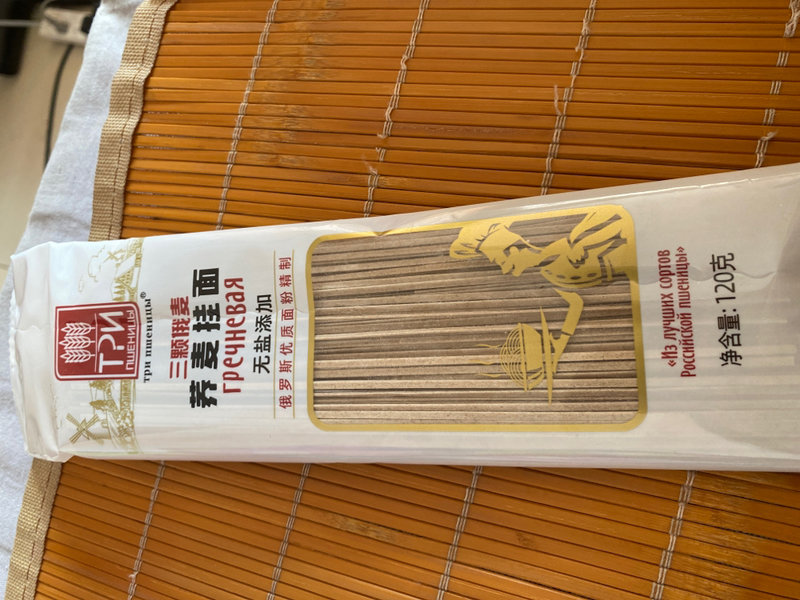 ТРИ
ПШЕНИЦЫ
три пшеницы®
三颗俄麦
荞麦挂面
гречневая
无盐添加
俄罗斯优质面粉精制
«Из лучших сортов
Российской пшеницы»
净含量: 120克